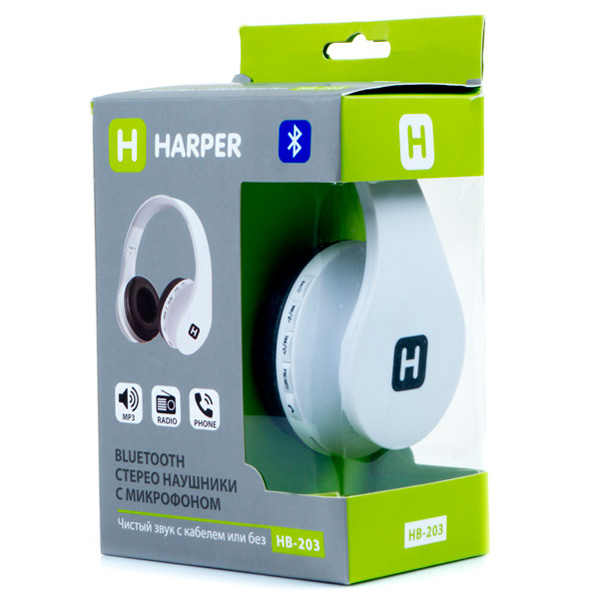 H HARPER
H
H
H
MP3
RADIO
PHONE
BLUETOOTH
СТЕРЕО НАУШНИКИ
С МИКРОФОНОМ
Чистый звук с кабелем или без HB-203
HB-203